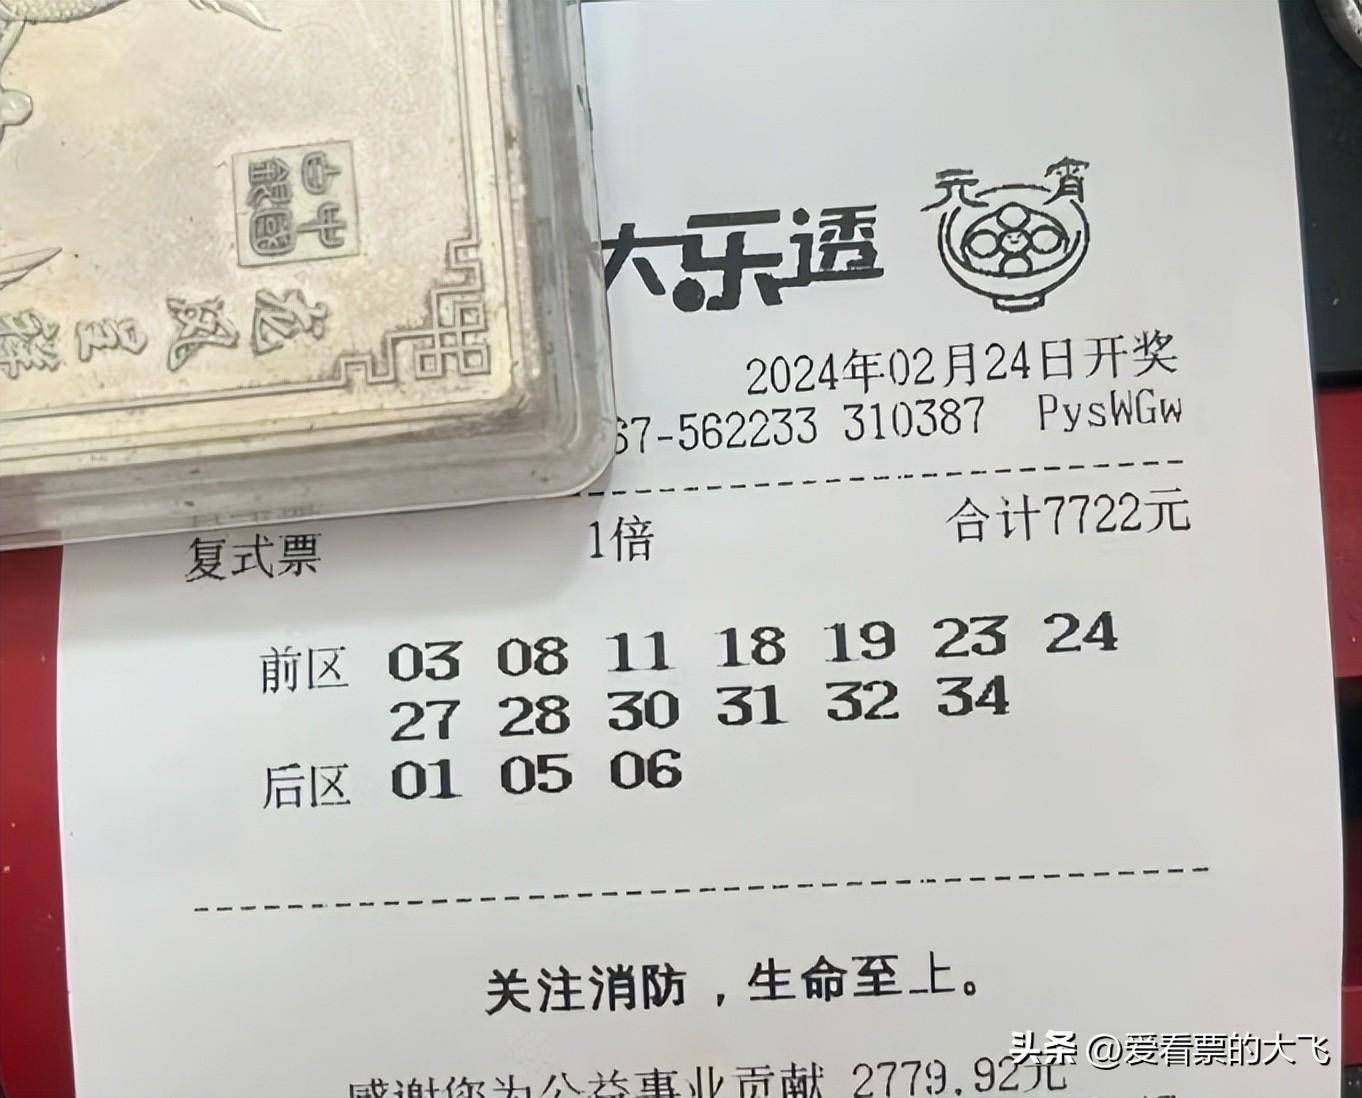 中国
古银
龙凤呈祥
大乐透
元宵
2024年02月24日开奖
67-562233 310387 PysWGw
复式票 1倍 合计7722元
前区 03 08 11 18 19 23 24
27 28 30 31 32 34
后区 01 05 06
关注消防，生命至上。
感谢您为公益事业贡献 2779.92元
头条 @爱看票的大飞